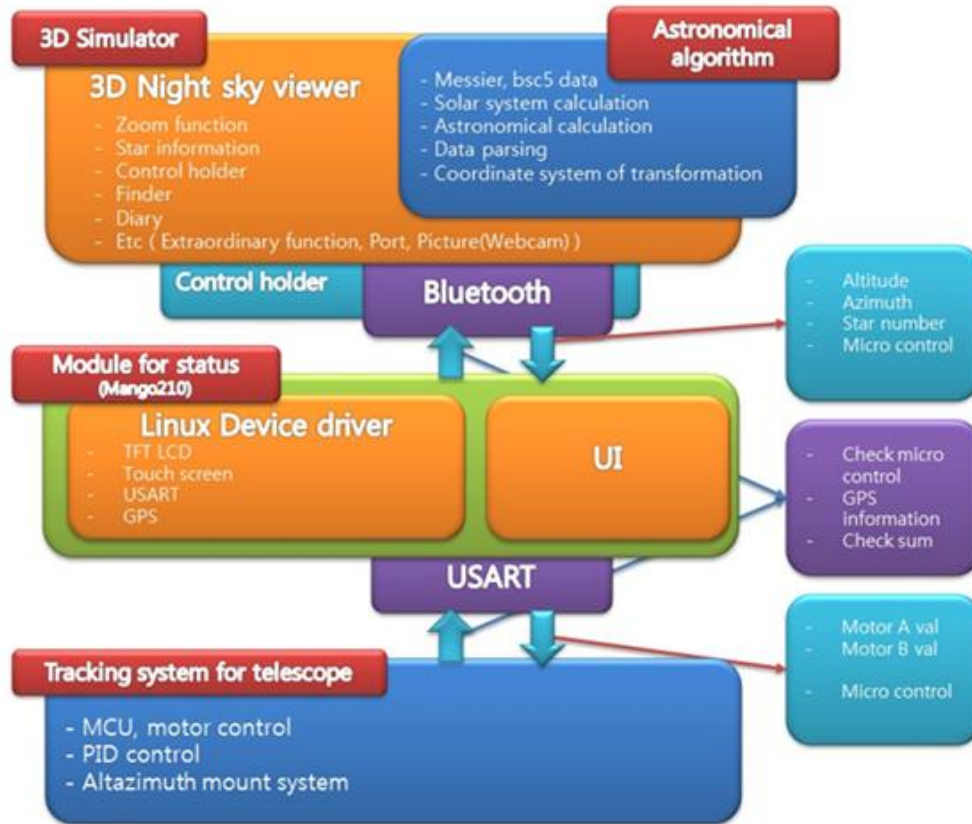 3D Simulator
3D Night sky viewer
- Zoom function
- Star information
- Control holder
- Finder
- Diary
- Etc ( Extraordinary function, Port, Picture(Webcam) )
Astronomical
algorithm
- Messier, bsc5 data
- Solar system calculation
- Astronomical calculation
- Data parsing
- Coordinate system of transformation
Control holder
Bluetooth
- Altitude
- Azimuth
- Star number
- Micro control
Module for status
(Mango210)
Linux Device driver
- TFT LCD
- Touch screen
- USART
- GPS
UI
- Check micro
control
- GPS
information
- Check sum
USART
- Motor A val
- Motor B val
- Micro control
Tracking system for telescope
- MCU, motor control
- PID control
- Altazimuth mount system